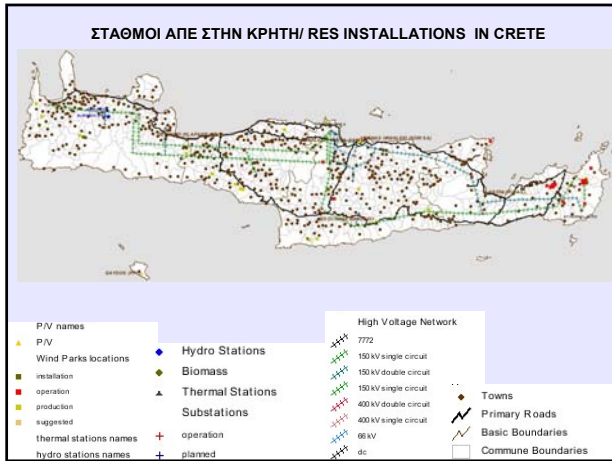 ΣΤΑΘΜΟΙ ΑΠΕ ΣΤΗΝ ΚΡΗΤΗ/ RES INSTALLATIONS IN CRETE
P/V names
P/V
Wind Parks locations
installation
operation
production
suggested
thermal stations names
hydro stations names
Hydro Stations
Biomass
Thermal Stations
Substations
operation
planned
High Voltage Network
7772
150 kV single circuit
150 kV double circuit
150 kV single circuit
400 kV double circuit
400 kV single circuit
66 kV
dc
Towns
Primary Roads
Basic Boundaries
Commune Boundaries